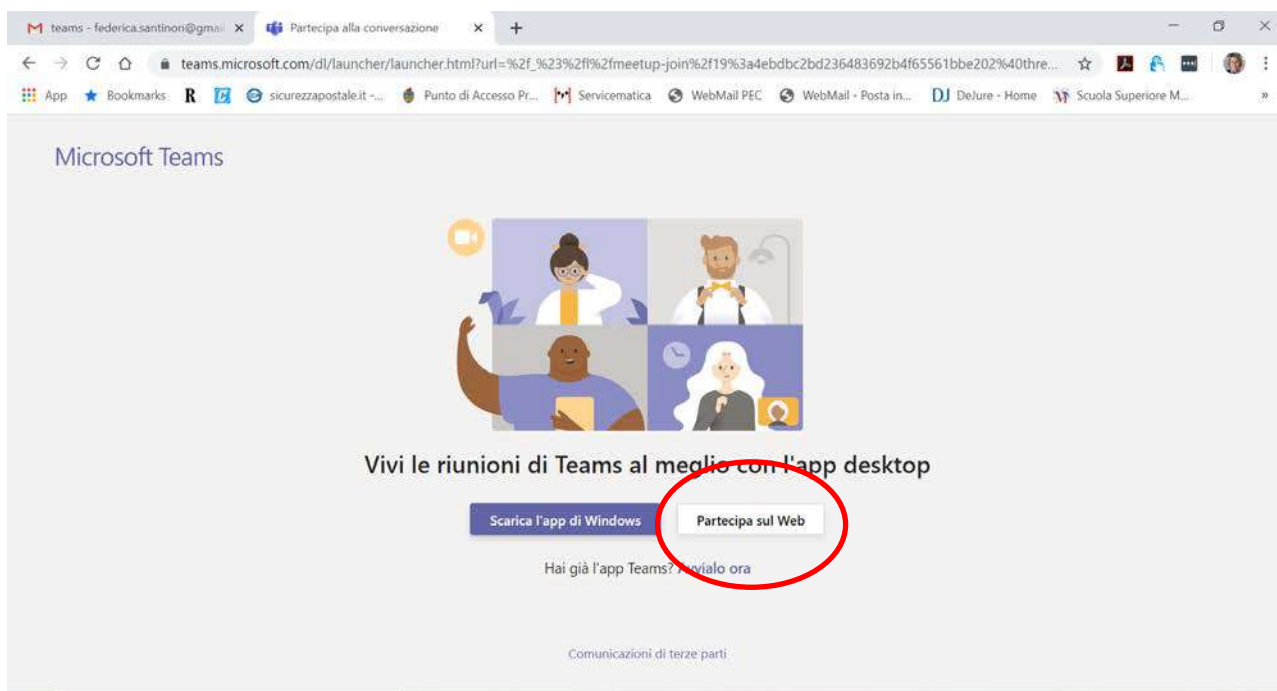 teams - federica.santinon@gmai
Partecipa alla conversazione
teams.microsoft.com/dl/launcher/launcher.html?url=%2f_%23%2fl%2fmeetup-join%2f19%3a4ebdbc2bd236483692b4f65561bbe202%40thre...
App
Bookmarks
R
sicurezzapostale.it -...
Punto di Accesso Pr...
Servicematica
WebMail PEC
WebMail - Posta in...
DJ DeJure - Home
Scuola Superiore M...
»
Microsoft Teams
Vivi le riunioni di Teams al meglio con l'app desktop
Scarica l'app di Windows
Partecipa sul Web
Hai già l'app Teams? Avvialo ora
Comunicazioni di terze parti